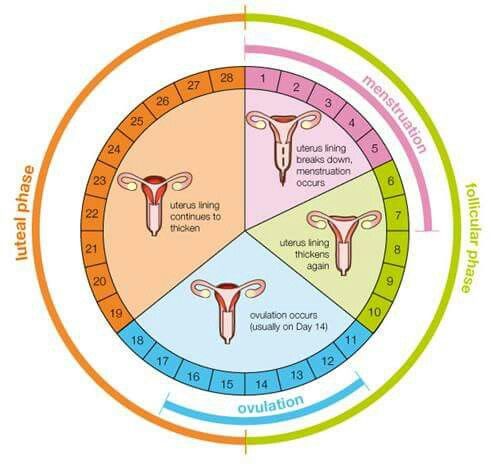 28
1
2
3
4
5
6
7
8
9
10
11
12
13
14
15
16
17
18
19
20
21
22
23
24
25
26
27
menstruation
follicular phase
luteal phase
ovulation
uterus lining
breaks down,
menstruation
occurs
uterus lining
thickens
again
ovulation occurs
(usually on Day 14)
uterus lining
continues to
thicken